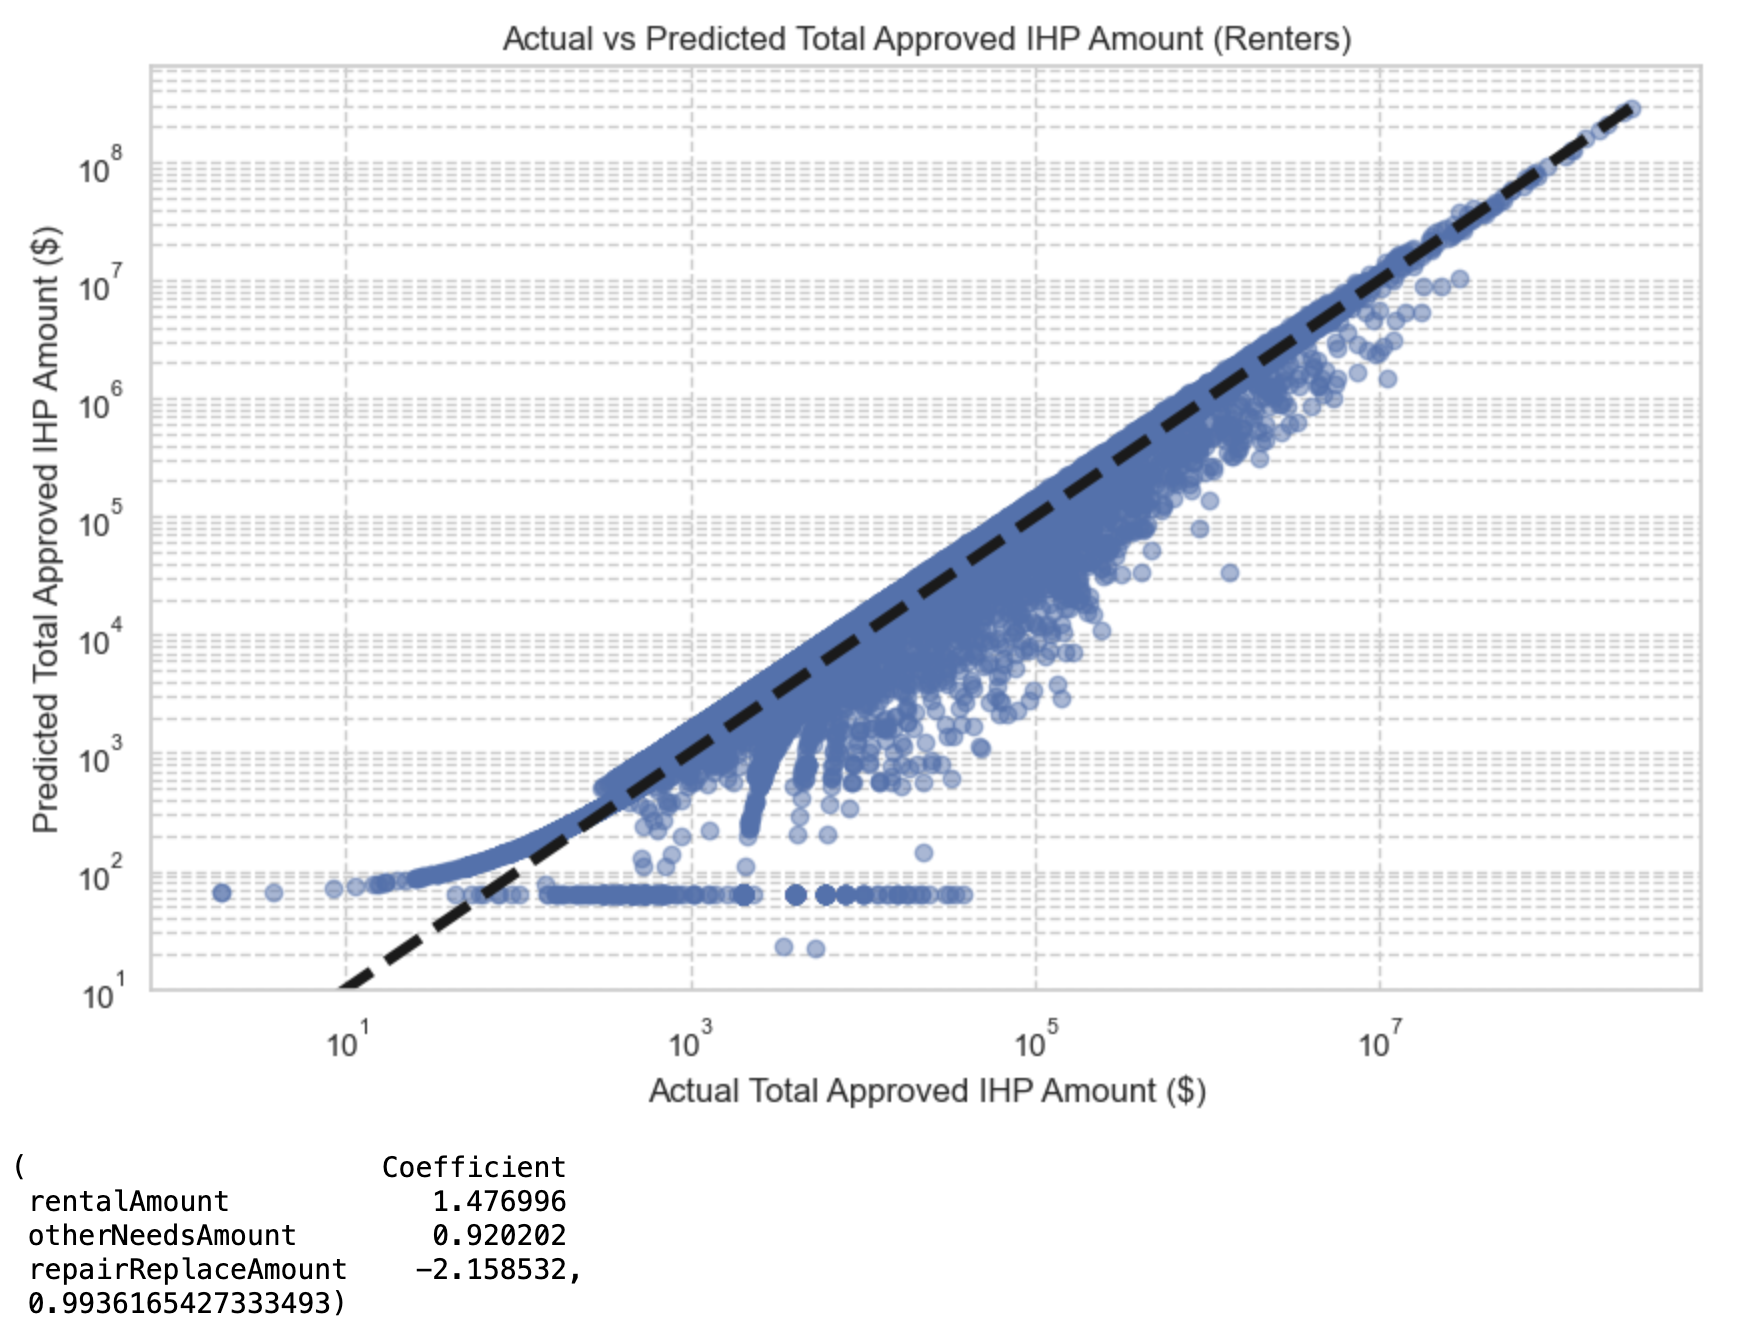 Actual vs Predicted Total Approved IHP Amount (Renters)
Predicted Total Approved IHP Amount ($)
10^8
10^7
10^6
10^5
10^4
10^3
10^2
10^1
10^1 10^3 10^5 10^7
Actual Total Approved IHP Amount ($)
( Coefficient
rentalAmount 1.476996
otherNeedsAmount 0.920202
repairReplaceAmount -2.158532,
0.9936165427333493)